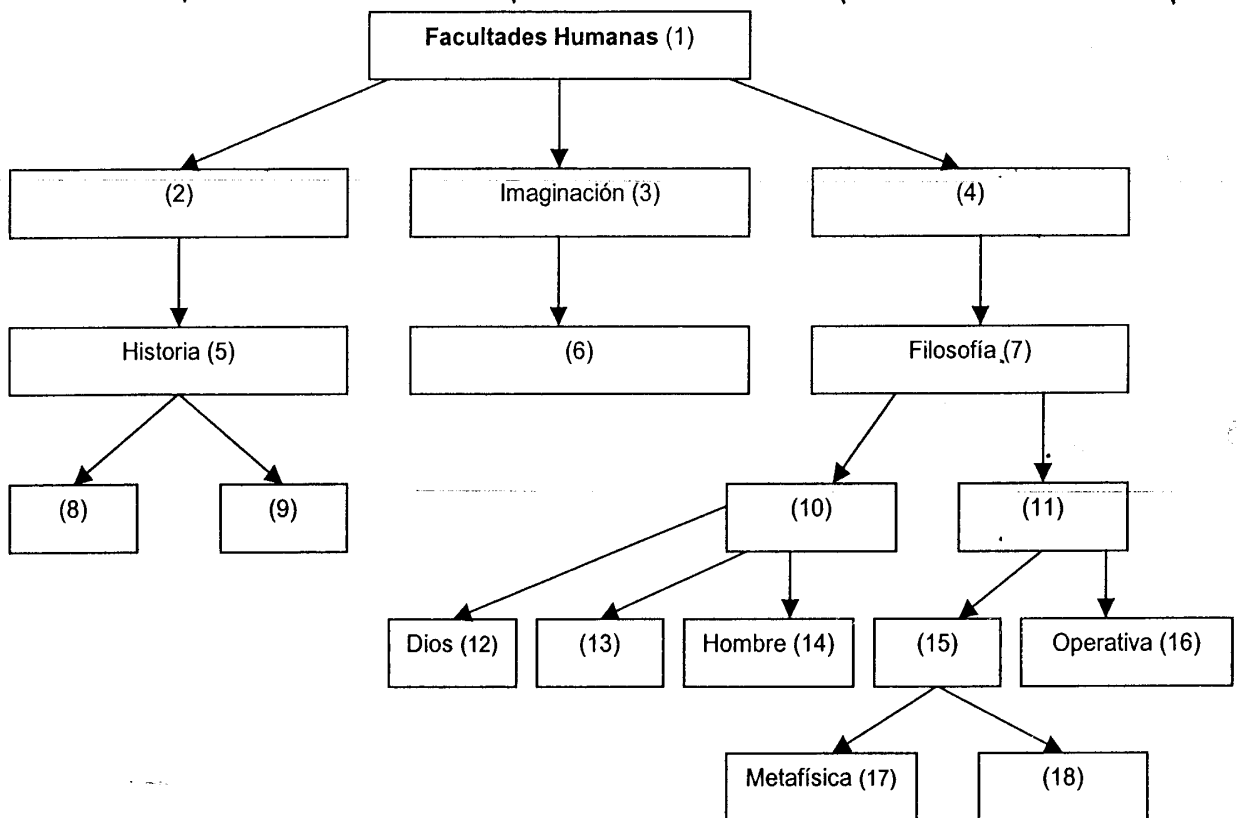 Facultades Humanas (1)
(2)
Imaginación (3)
(4)
Historia (5)
(6)
Filosofía (7)
(8)
(9)
(10)
(11)
Dios (12)
(13)
Hombre (14)
(15)
Operativa (16)
Metafísica (17)
(18)